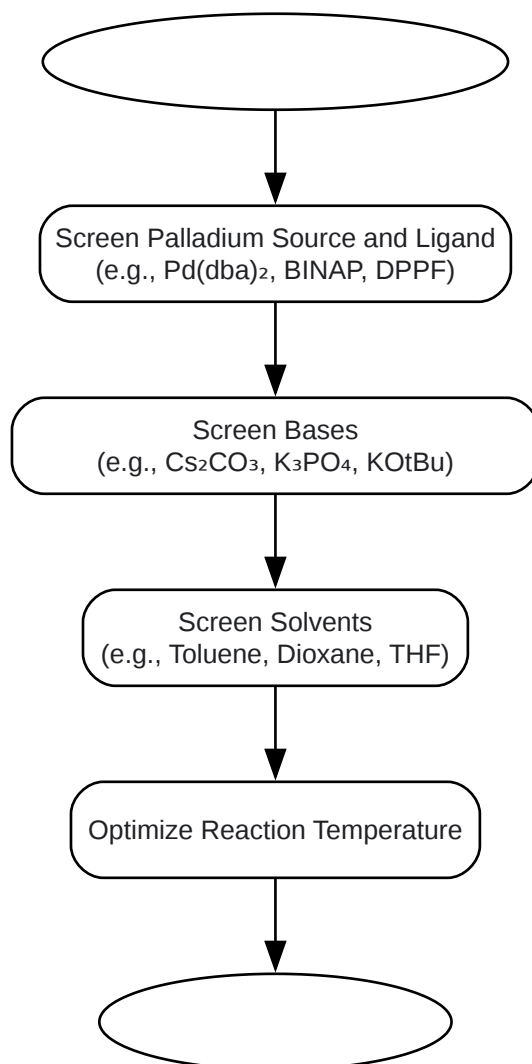 Screen Palladium Source and Ligand
(e.g., Pd(dba)₂, BINAP, DPPF)
Screen Bases
(e.g., Cs₂CO₃, K₃PO₄, KOtBu)
Screen Solvents
(e.g., Toluene, Dioxane, THF)
Optimize Reaction Temperature